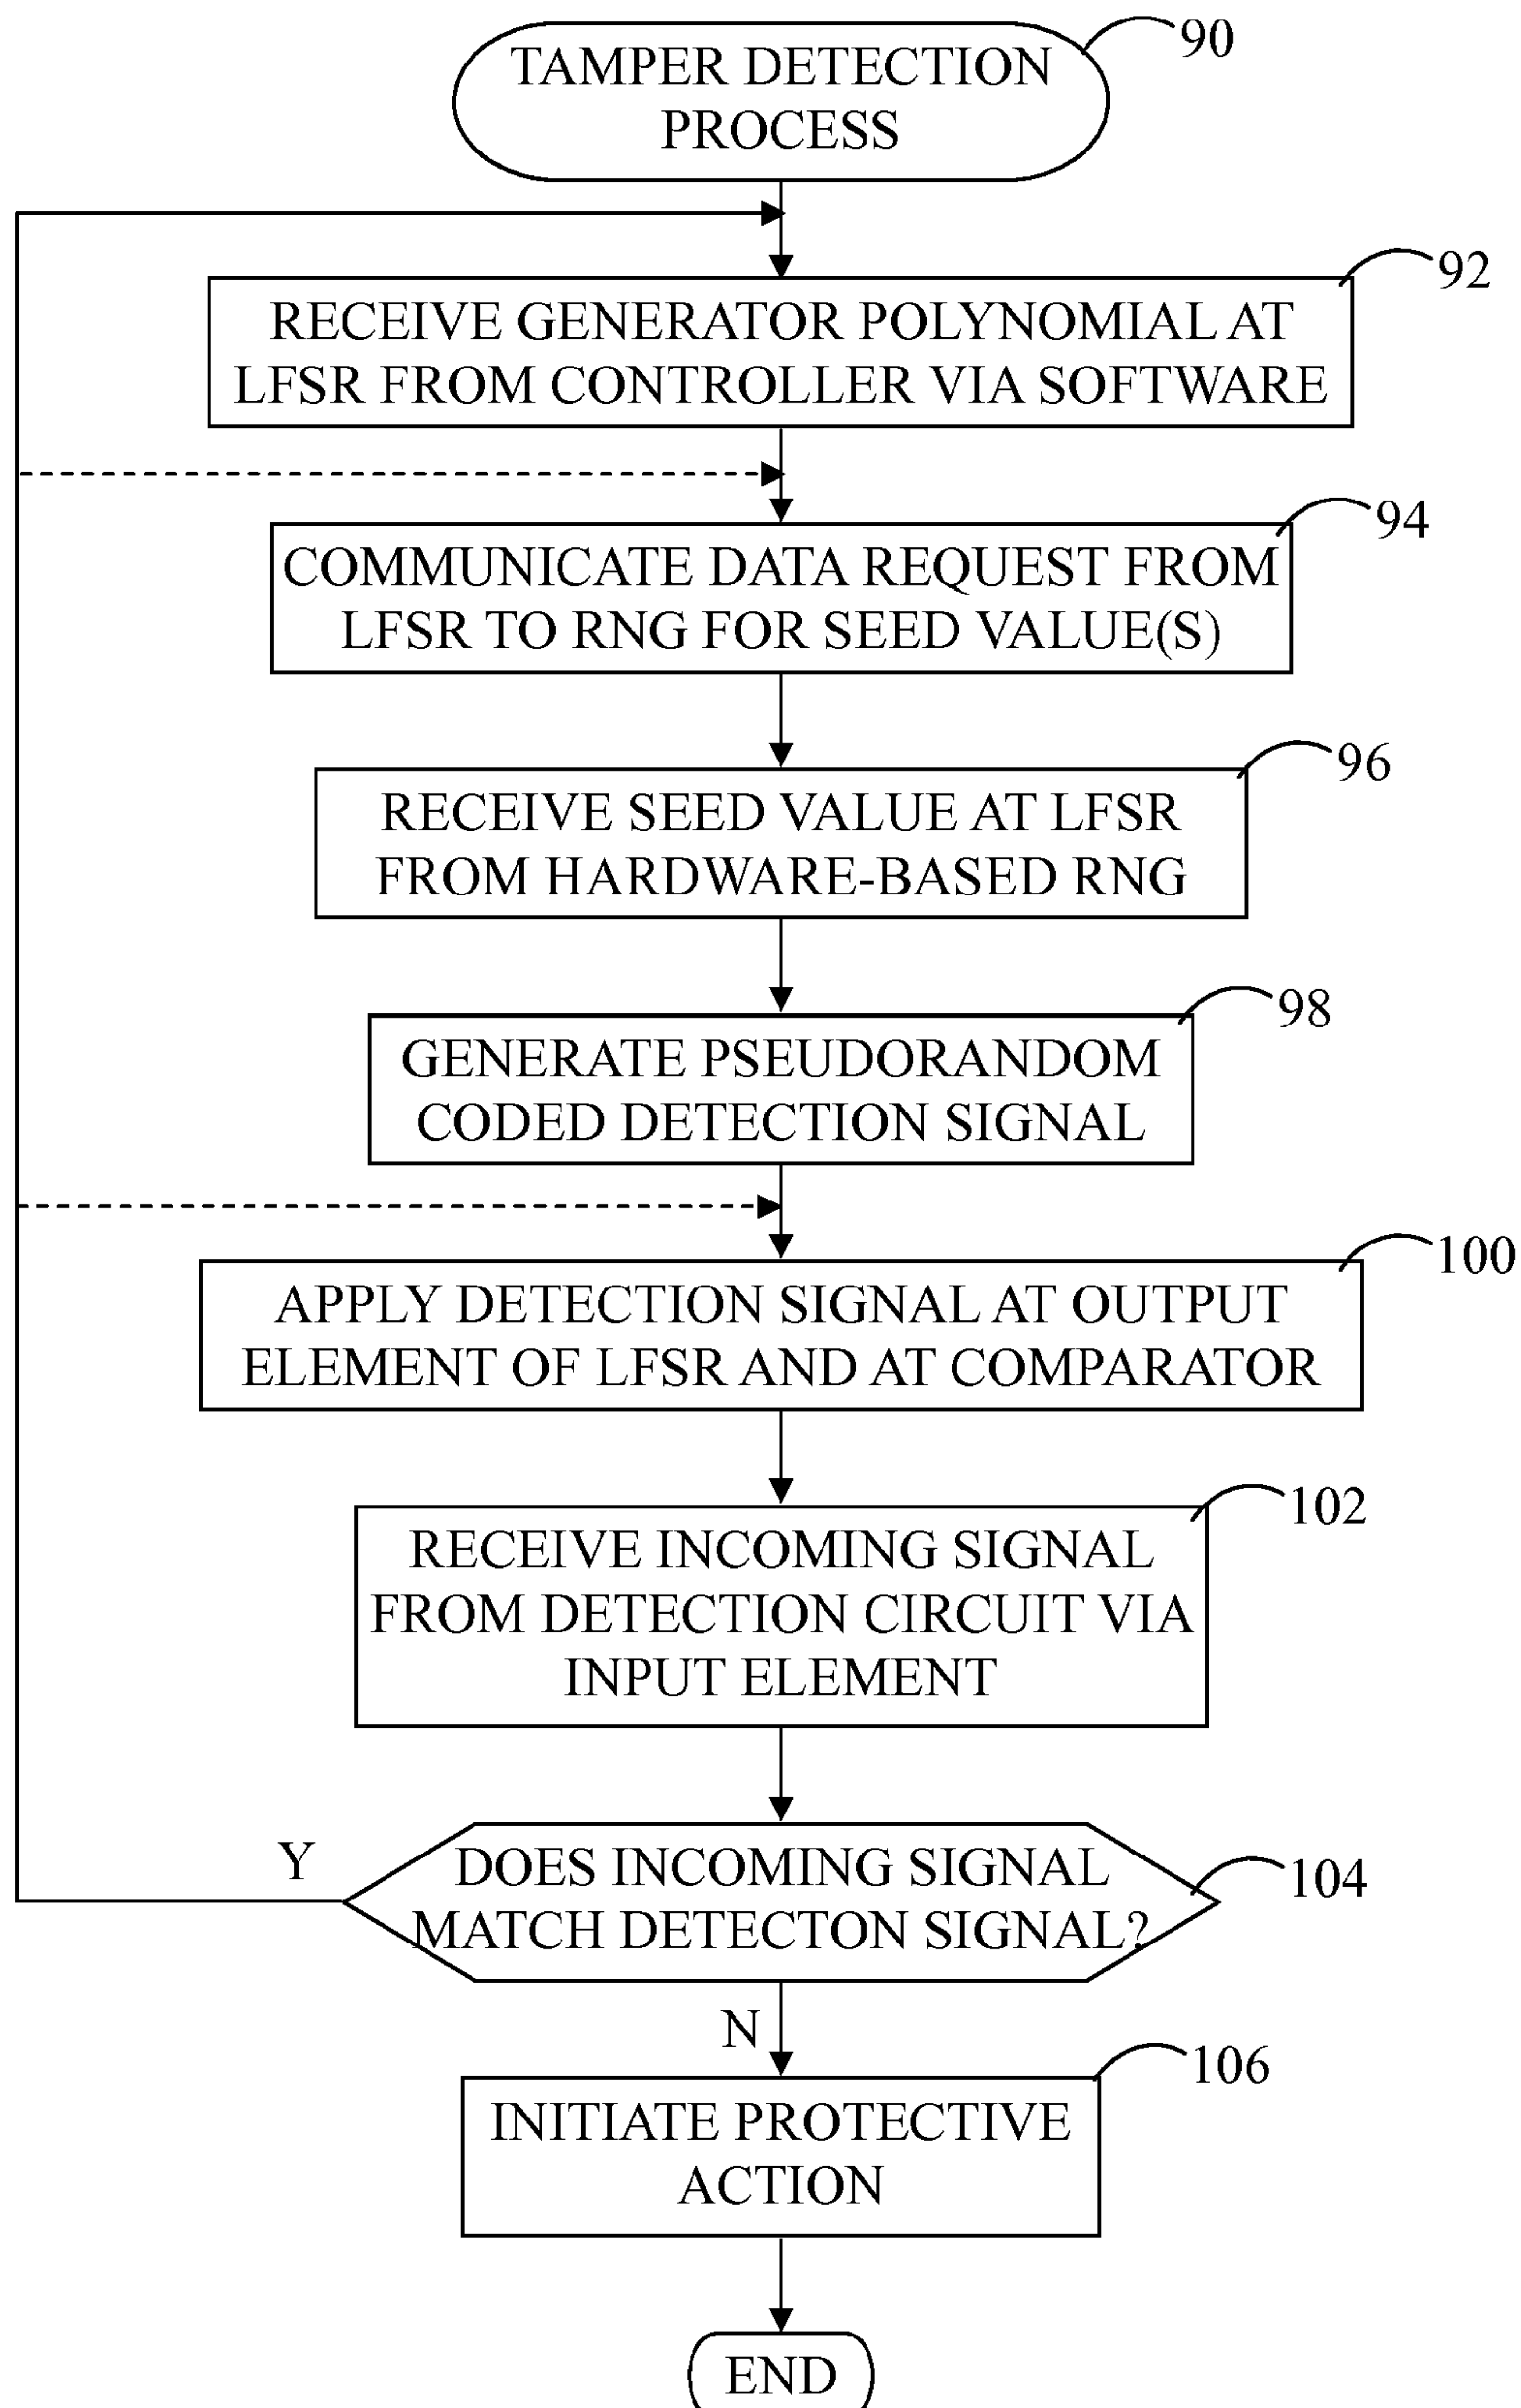 TAMPER DETECTION
PROCESS
90
RECEIVE GENERATOR POLYNOMIAL AT
LFSR FROM CONTROLLER VIA SOFTWARE
92
COMMUNICATE DATA REQUEST FROM
LFSR TO RNG FOR SEED VALUE(S)
94
RECEIVE SEED VALUE AT LFSR
FROM HARDWARE-BASED RNG
96
GENERATE PSEUDORANDOM
CODED DETECTION SIGNAL
98
APPLY DETECTION SIGNAL AT OUTPUT
ELEMENT OF LFSR AND AT COMPARATOR
100
RECEIVE INCOMING SIGNAL
FROM DETECTION CIRCUIT VIA
INPUT ELEMENT
102
DOES INCOMING SIGNAL
MATCH DETECTON SIGNAL?
104
Y
N
INITIATE PROTECTIVE
ACTION
106
END